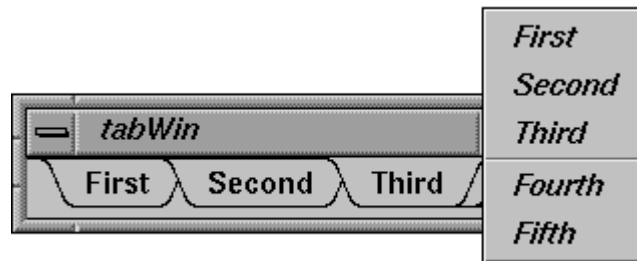 tabWin
First Second Third
First
Second
Third
Fourth
Fifth